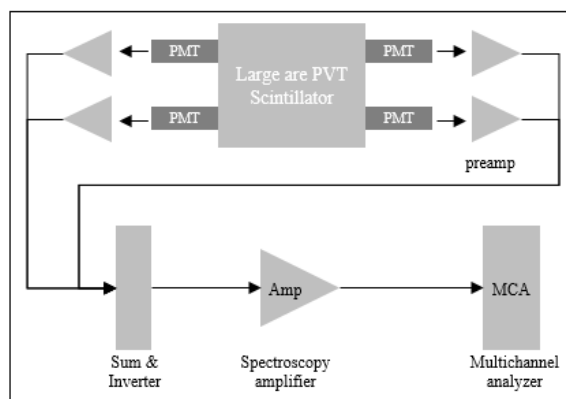 PMT
PMT
Large are PVT
Scintillator
PMT
PMT
preamp
Amp
MCA
Sum &
Inverter
Spectroscopy
amplifier
Multichannel
analyzer